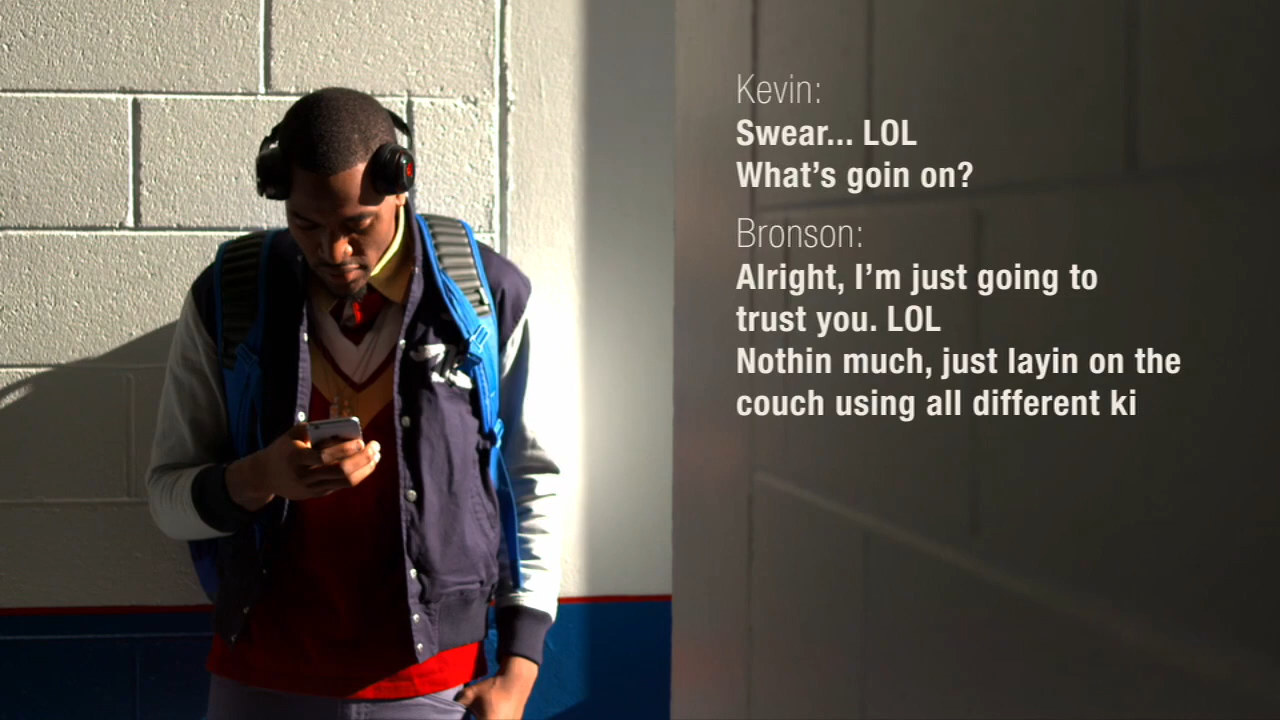 Kevin:
Swear... LOL
What's goin on?
Bronson:
Alright, I'm just going to
trust you. LOL
Nothin much, just layin on the
couch using all different ki